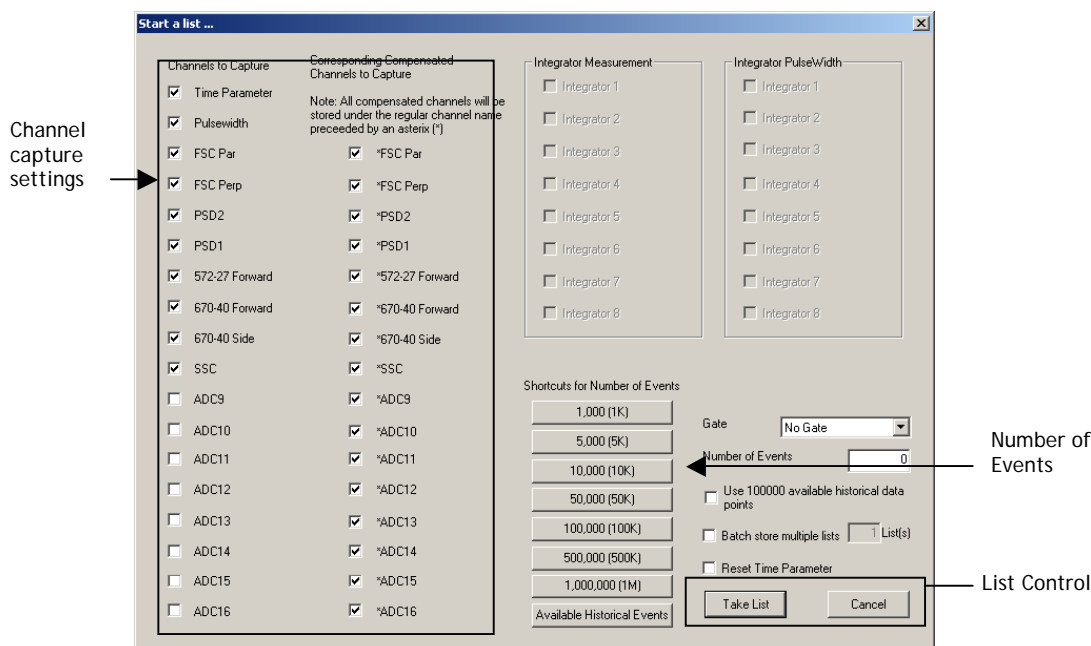 Start a list ...
Channel
capture
settings
Channels to Capture
Time Parameter
Pulsewidth
FSC Par
FSC Perp
PSD2
PSD1
572-27 Forward
670-40 Forward
670-40 Side
SSC
ADC9
ADC10
ADC11
ADC12
ADC13
ADC14
ADC15
ADC16
Corresponding Compensated
Channels to Capture
Note: All compensated channels will be
stored under the regular channel name
preceeded by an asterix (*)
*FSC Par
*FSC Perp
*PSD2
*PSD1
*572-27 Forward
*670-40 Forward
*670-40 Side
*SSC
*ADC9
*ADC10
*ADC11
*ADC12
*ADC13
*ADC14
*ADC15
*ADC16
Integrator Measurement
Integrator 1
Integrator 2
Integrator 3
Integrator 4
Integrator 5
Integrator 6
Integrator 7
Integrator 8
Integrator PulseWidth
Integrator 1
Integrator 2
Integrator 3
Integrator 4
Integrator 5
Integrator 6
Integrator 7
Integrator 8
Shortcuts for Number of Events
1,000 (1K)
5,000 (5K)
10,000 (10K)
50,000 (50K)
100,000 (100K)
500,000 (500K)
1,000,000 (1M)
Available Historical Events
Gate No Gate
Number of Events 0
Use 100000 available historical data
points
Batch store multiple lists 1 List(s)
Reset Time Parameter
Take List Cancel
Number of
Events
List Control